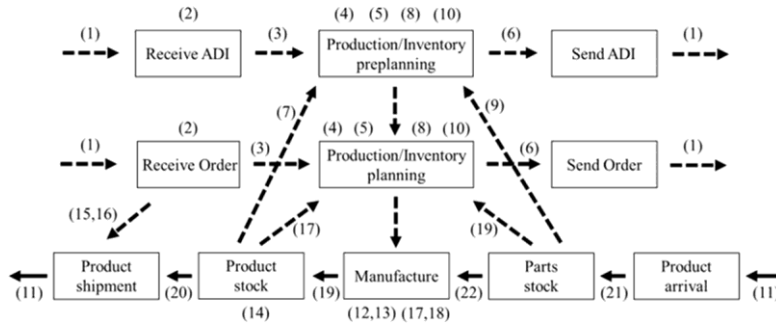 (2) (4) (5) (8) (10)
(1) (3) (6) (1)
Receive ADI
Production/Inventory
preplanning
Send ADI
(7) (9)
(2) (4) (5) (8) (10)
(1) (3) (6) (1)
Receive Order
Production/Inventory
planning
Send Order
(15,16) (17) (19)
Product
shipment
Product
stock
Manufacture
Parts
stock
Product
arrival
(11) (20) (19) (22) (21) (11)
(14) (12,13) (17,18)